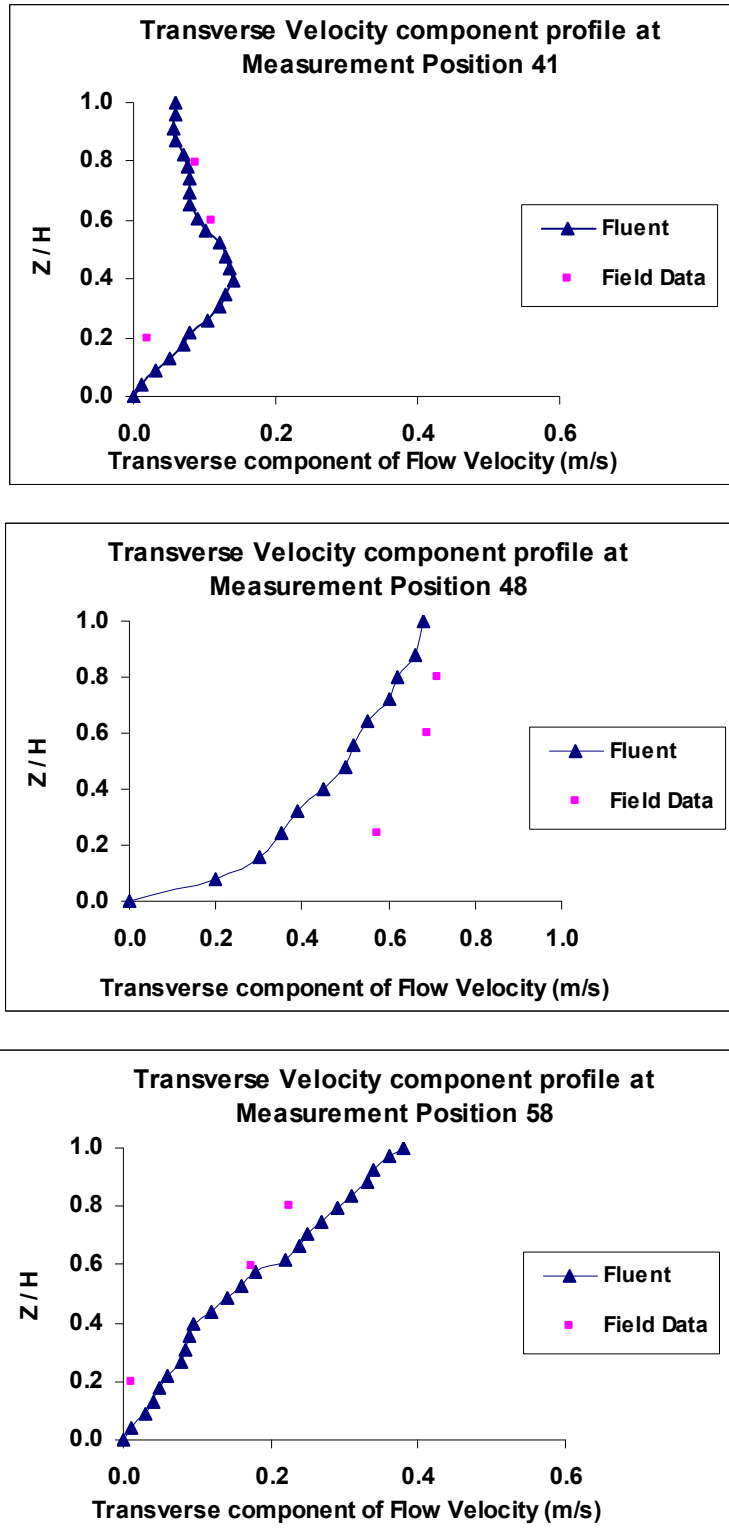 Transverse Velocity component profile at
Measurement Position 41
1.0
0.8
0.6
0.4
0.2
0.0
Z / H
0.0 0.2 0.4 0.6
Transverse component of Flow Velocity (m/s)
Fluent
Field Data
Transverse Velocity component profile at
Measurement Position 48
1.0
0.8
0.6
0.4
0.2
0.0
Z / H
0.0 0.2 0.4 0.6 0.8 1.0
Transverse component of Flow Velocity (m/s)
Fluent
Field Data
Transverse Velocity component profile at
Measurement Position 58
1.0
0.8
0.6
0.4
0.2
0.0
Z / H
0.0 0.2 0.4 0.6
Transverse component of Flow Velocity (m/s)
Fluent
Field Data